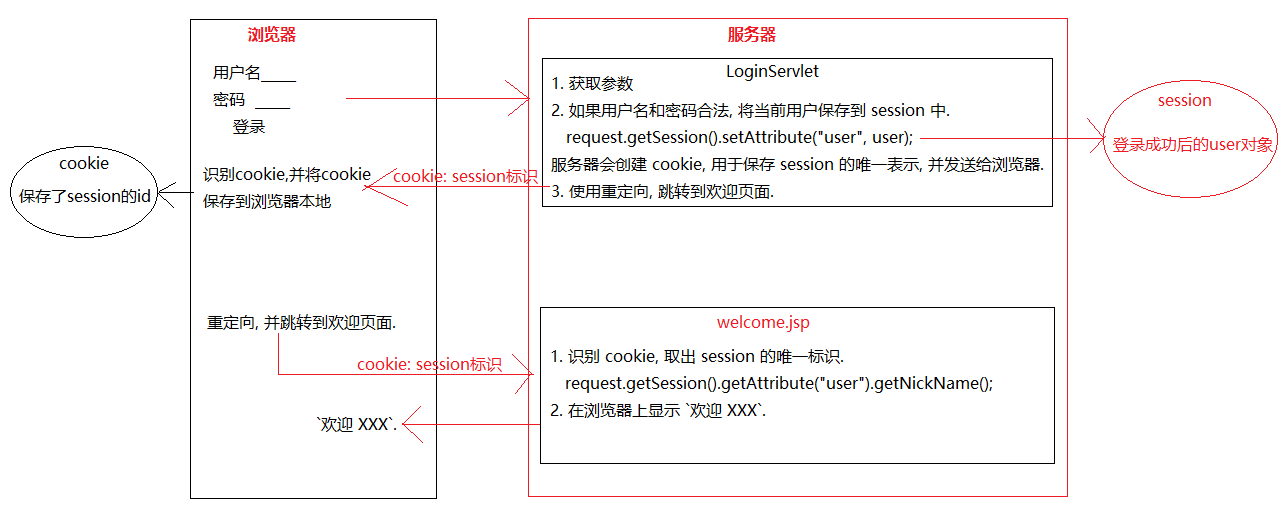 浏览器
用户名_____
密码 _____
登录
cookie
保存了session的id
识别cookie,并将cookie
保存到浏览器本地
cookie: session标识
服务器
LoginServlet
1. 获取参数
2. 如果用户名和密码合法, 将当前用户保存到 session 中.
request.getSession().setAttribute("user", user);
服务器会创建 cookie, 用于保存 session 的唯一表示, 并发送给浏览器.
3. 使用重定向, 跳转到欢迎页面.
session
登录成功后的user对象
重定向, 并跳转到欢迎页面.
cookie: session标识
welcome.jsp
1. 识别 cookie, 取出 session 的唯一标识.
request.getSession().getAttribute("user").getNickName();
2. 在浏览器上显示 `欢迎 XXX`.
`欢迎 XXX`.